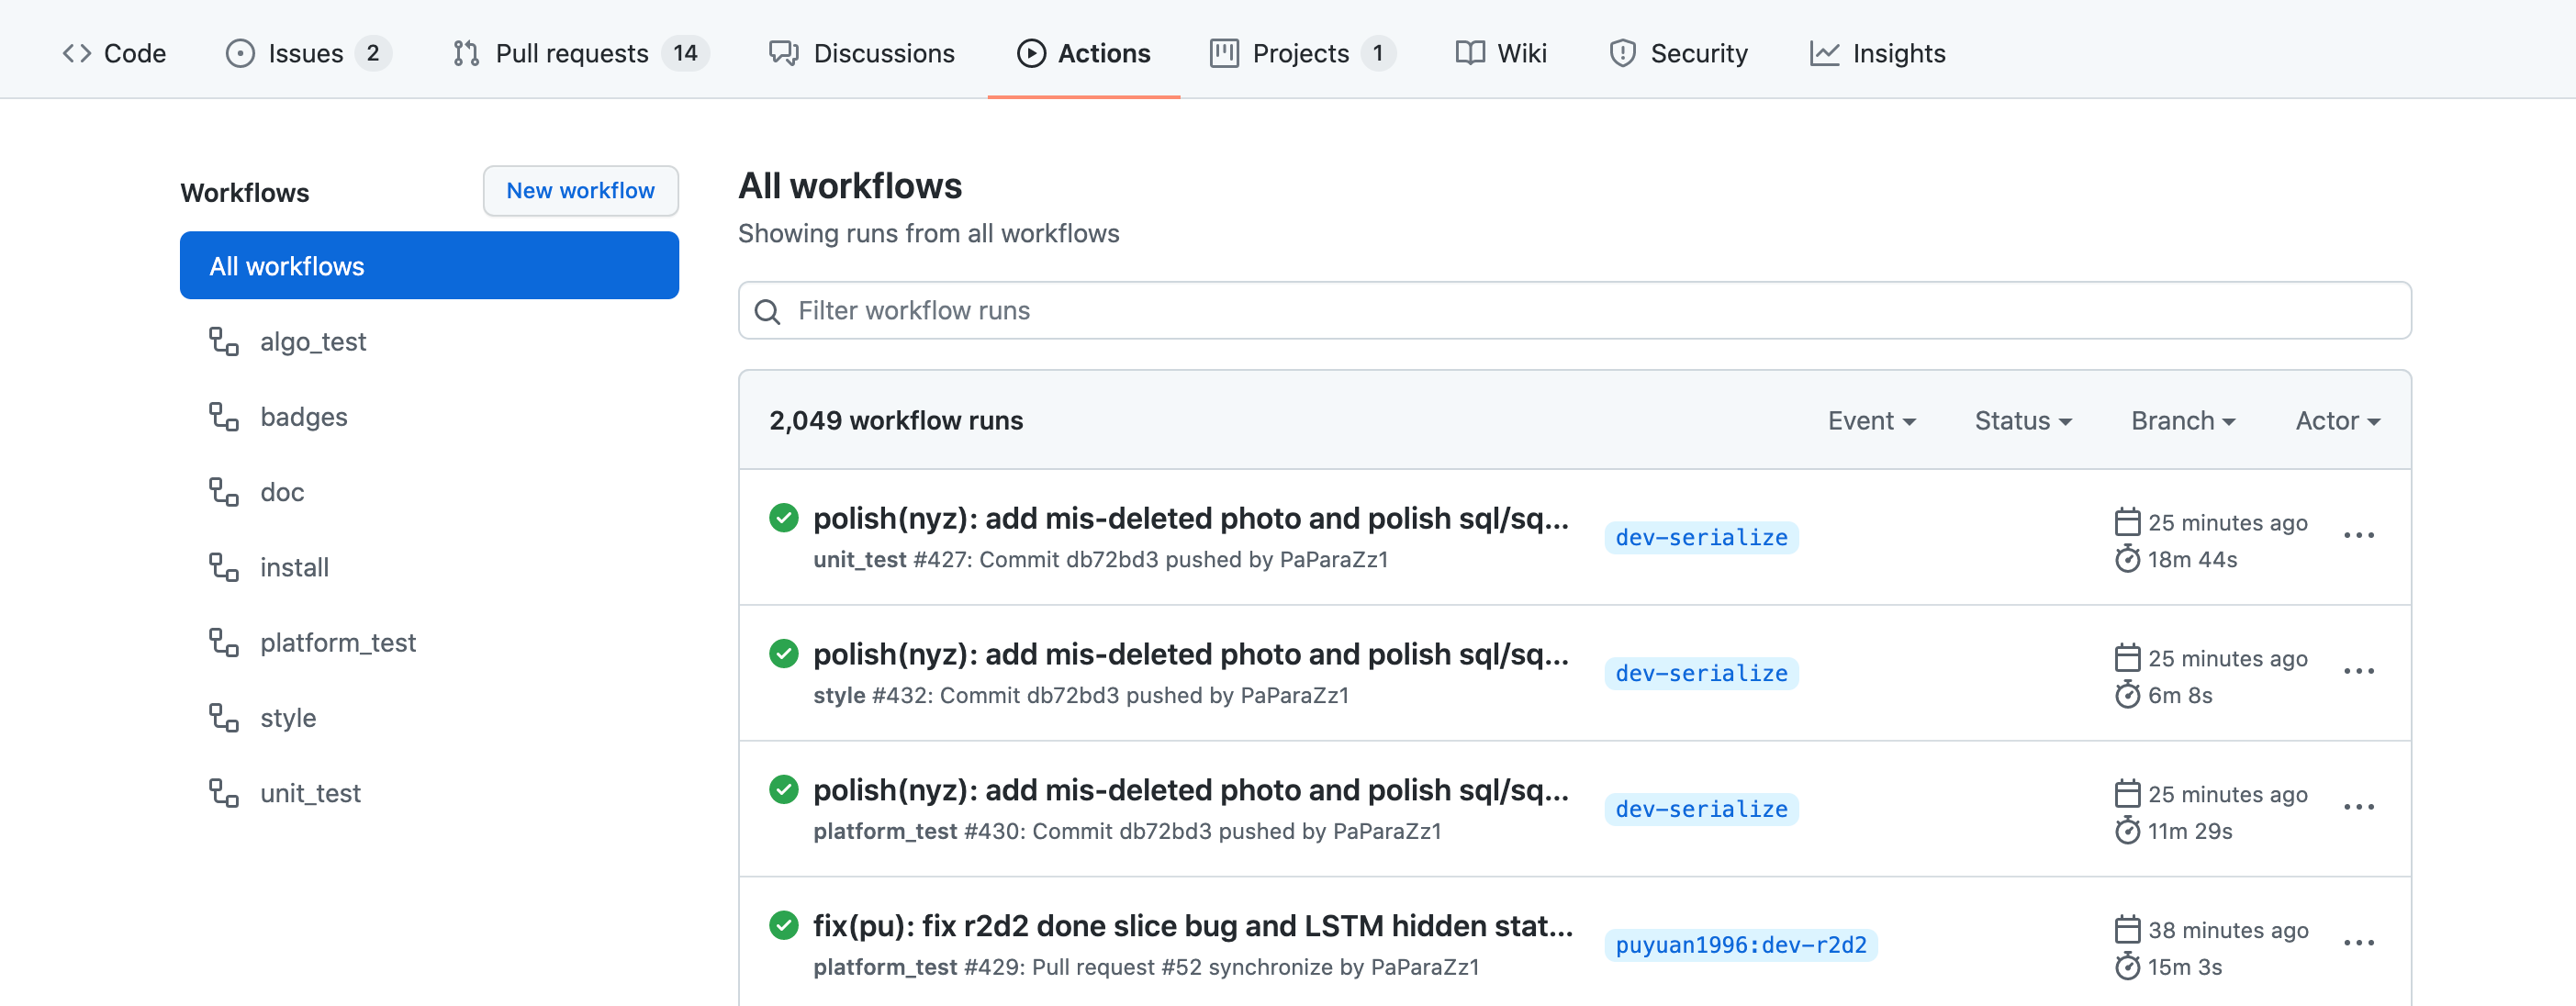 Code Issues 2 Pull requests 14 Discussions Actions Projects 1 Wiki Security Insights
Workflows
New workflow
All workflows
algo_test
badges
doc
install
platform_test
style
unit_test
All workflows
Showing runs from all workflows
Filter workflow runs
2,049 workflow runs Event Status Branch Actor
polish(nyz): add mis-deleted photo and polish sql/sq...
unit_test #427: Commit db72bd3 pushed by PaParaZz1
dev-serialize
25 minutes ago
18m 44s
polish(nyz): add mis-deleted photo and polish sql/sq...
style #432: Commit db72bd3 pushed by PaParaZz1
dev-serialize
25 minutes ago
6m 8s
polish(nyz): add mis-deleted photo and polish sql/sq...
platform_test #430: Commit db72bd3 pushed by PaParaZz1
dev-serialize
25 minutes ago
11m 29s
fix(pu): fix r2d2 done slice bug and LSTM hidden stat...
platform_test #429: Pull request #52 synchronize by PaParaZz1
puyuan1996:dev-r2d2
38 minutes ago
15m 3s